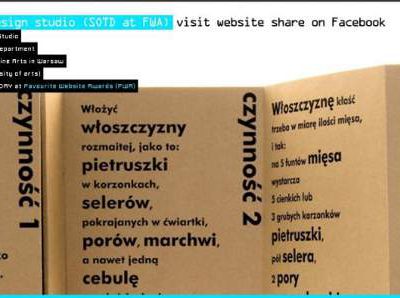 esign studio (SOTD at FWA) visit website share on Facebook
Studio
epartment
ine Arts in Warsaw
sity of arts)
DAY at Favourite Website Awards (FWA)
czynność 1
Włożyć
włoszczyzny
rozmaitej, jako to:
pietruszki
w korzonkach,
selerów,
pokrajanych w ćwiartki,
porów, marchwi,
a nawet jedną
cebulę
czynność 2
Włoszczyznę kłaść
trzeba w miarę ilości mięsa,
i tak:
na 5 funtów mięsa
wystarcza
5 cienkich lub
3 grubych korzonków
pietruszki,
pół selera,
2 pory